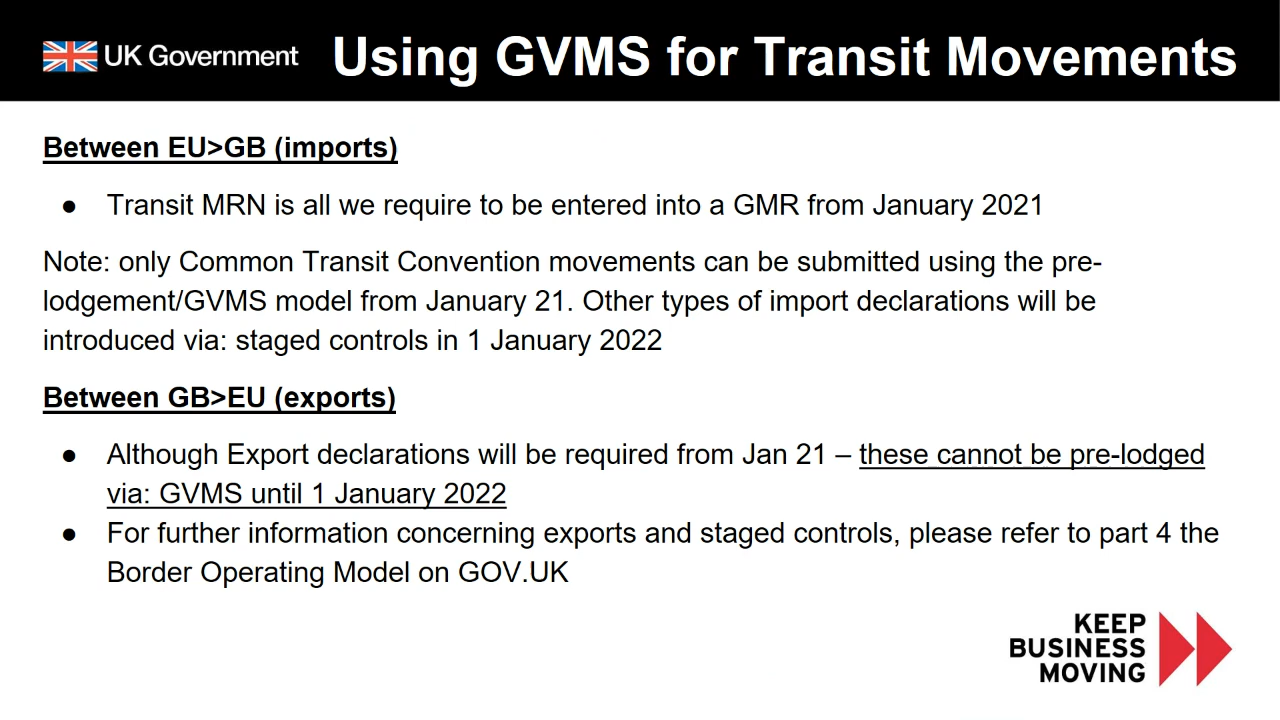 UK Government
Using GVMS for Transit Movements
Between EU>GB (imports)
● Transit MRN is all we require to be entered into a GMR from January 2021
Note: only Common Transit Convention movements can be submitted using the pre-
lodgement/GVMS model from January 21. Other types of import declarations will be
introduced via: staged controls in 1 January 2022
Between GB>EU (exports)
● Although Export declarations will be required from Jan 21 – these cannot be pre-lodged
via: GVMS until 1 January 2022
● For further information concerning exports and staged controls, please refer to part 4 the
Border Operating Model on GOV.UK
KEEP
BUSINESS
MOVING